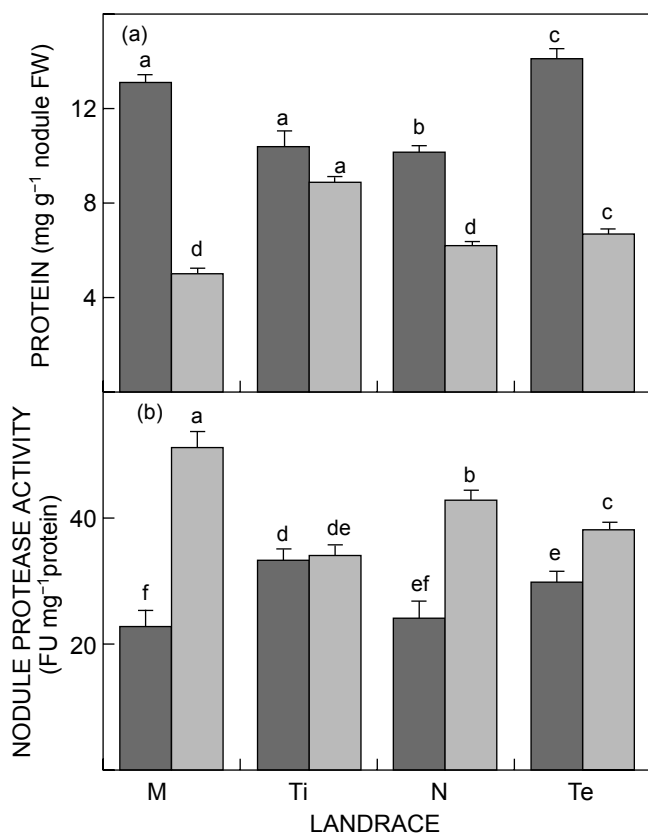 (a)
PROTEIN (mg g⁻¹ nodule FW)
12
8
4
a
d
a
a
b
d
c
c
(b)
NODULE PROTEASE ACTIVITY
(FU mg⁻¹protein)
40
20
f
a
d
de
ef
b
e
c
M Ti N Te
LANDRACE